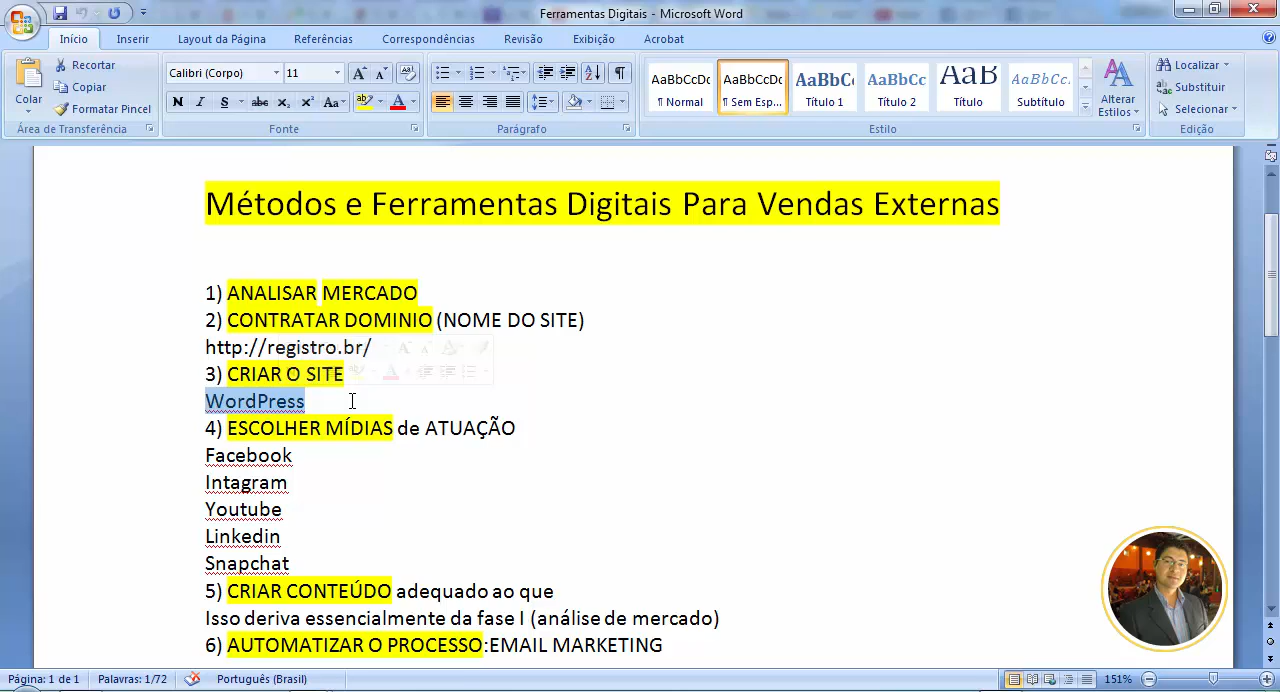 Ferramentas Digitais - Microsoft Word
Início Inserir Layout da Página Referências Correspondências Revisão Exibição Acrobat
Colar
Recortar
Copiar
Formatar Pincel
Área de Transferência
Calibri (Corpo) 11
N I S abc x₂ x² Aa
Fonte
Parágrafo
AaBbCcDc AaBbCcDc AaBbC AaBbCc AaB AaBbCc.
¶ Normal ¶ Sem Esp... Título 1 Título 2 Título Subtítulo
Alterar Estilos
Estilo
Localizar
Substituir
Selecionar
Edição
Métodos e Ferramentas Digitais Para Vendas Externas
1) ANALISAR MERCADO
2) CONTRATAR DOMINIO (NOME DO SITE)
http://registro.br/
3) CRIAR O SITE
WordPress
4) ESCOLHER MÍDIAS de ATUAÇÃO
Facebook
Intagram
Youtube
Linkedin
Snapchat
5) CRIAR CONTEÚDO adequado ao que
Isso deriva essencialmente da fase I (análise de mercado)
6) AUTOMATIZAR O PROCESSO:EMAIL MARKETING
Página: 1 de 1 Palavras: 1/72 Português (Brasil) 151%